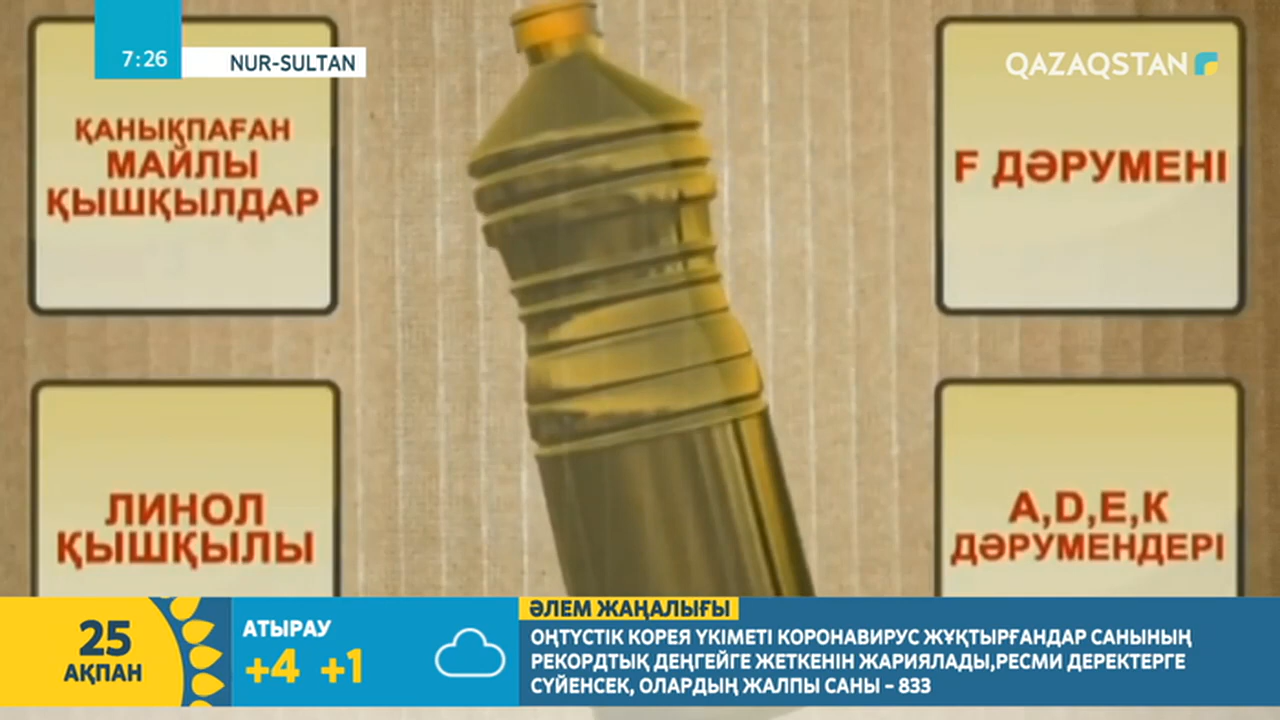 7:26
NUR-SULTAN
QAZAQSTAN
ҚАНЫҚПАҒАН
МАЙЛЫ
ҚЫШҚЫЛДАР
F ДӘРУМЕНІ
ЛИНОЛ
ҚЫШҚЫЛЫ
A,D,E,K
ДӘРУМЕНДЕРІ
25
АҚПАН
АТЫРАУ
+4 +1
ӘЛЕМ ЖАҢАЛЫҒЫ
ОҢТҮСТІК КОРЕЯ ҮКІМЕТІ КОРОНАВИРУС ЖҰҚТЫРҒАНДАР САНЫНЫҢ
РЕКОРДТЫҚ ДЕҢГЕЙГЕ ЖЕТКЕНІН ЖАРИЯЛАДЫ,РЕСМИ ДЕРЕКТЕРГЕ
СҮЙЕНСЕК, ОЛАРДЫҢ ЖАЛПЫ САНЫ – 833